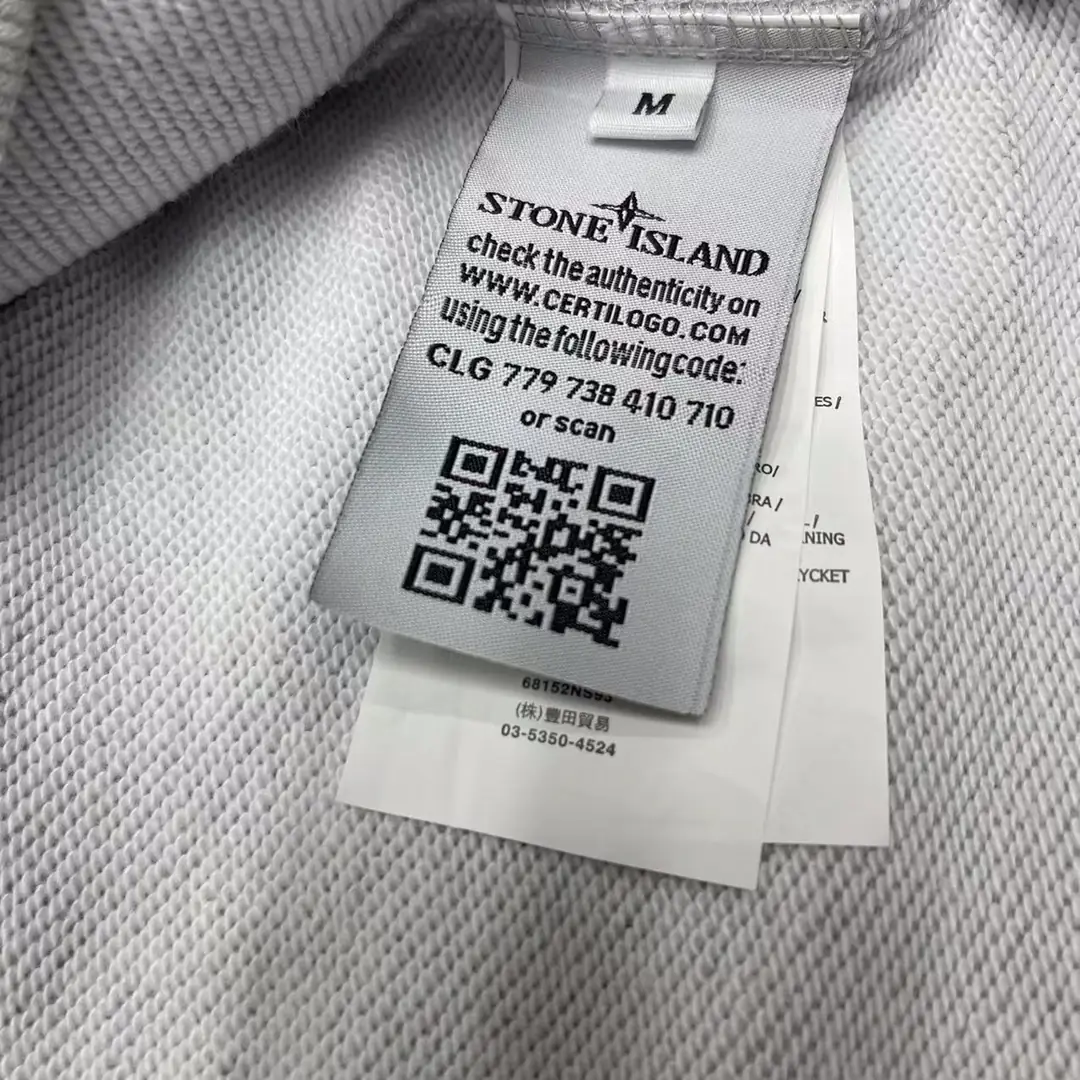 M
STONE ISLAND
check the authenticity on
WWW.CERTILOGO.COM
using the following code:
CLG 779 738 410 710
or scan
ES /
RO/
BRA /
/
DA
L /
NING
YCKET
68152NS93
(株)豊田貿易
03-5350-4524